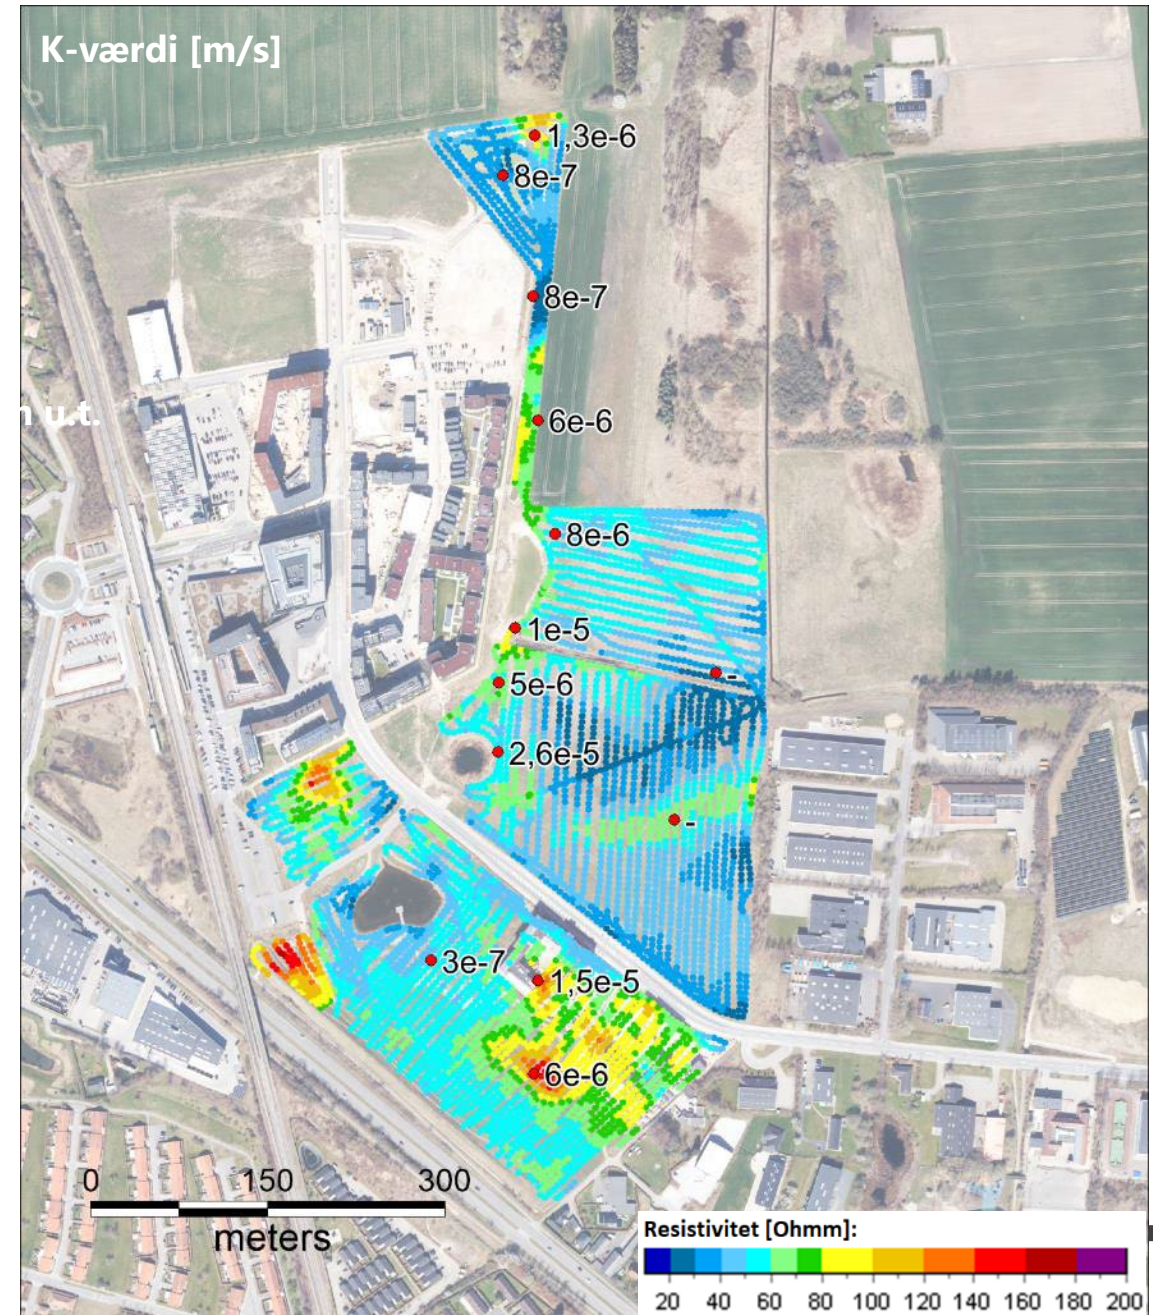 K-værdi [m/s]
1,3e-6
8e-7
8e-7
6e-6
u.t.
8e-6
1e-5
-
5e-6
2,6e-5
-
3e-7
1,5e-5
6e-6
0 150 300
meters
Resistivitet [Ohmm]:
20 40 60 80 100 120 140 160 180 200